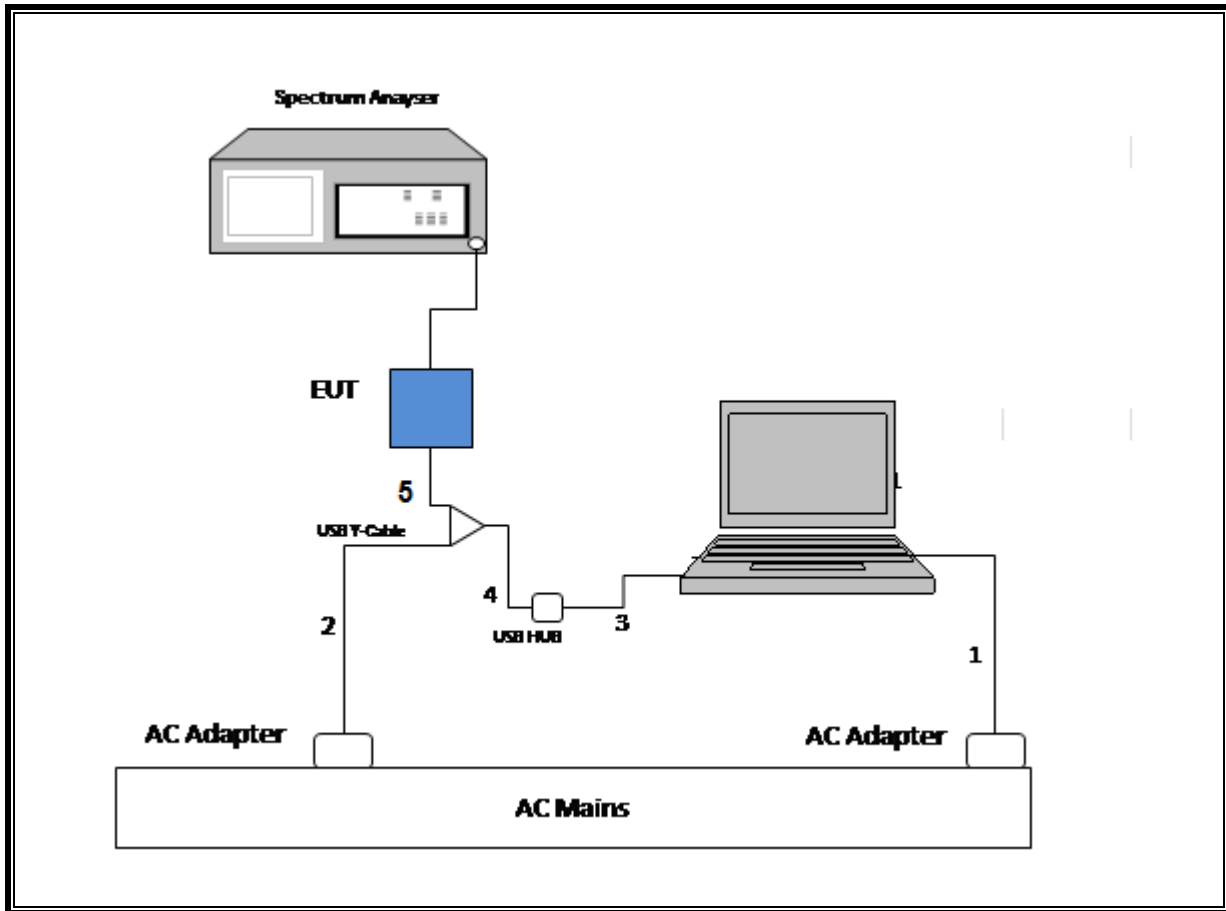 Spectrum Anayser
EUT
5
USB Y-Cable
4
2
USB HUB
3
1
AC Adapter
AC Adapter
AC Mains